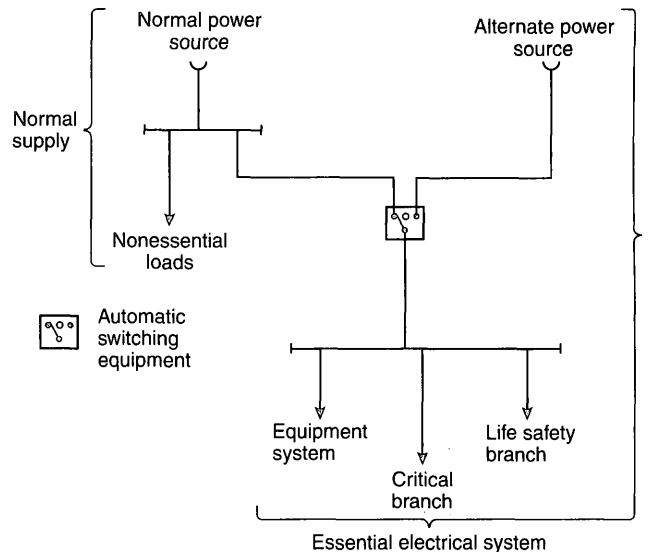 Normal power
source
Alternate power
source
Normal
supply
Nonessential
loads
Automatic
switching
equipment
Equipment
system
Life safety
branch
Critical
branch
Essential electrical system